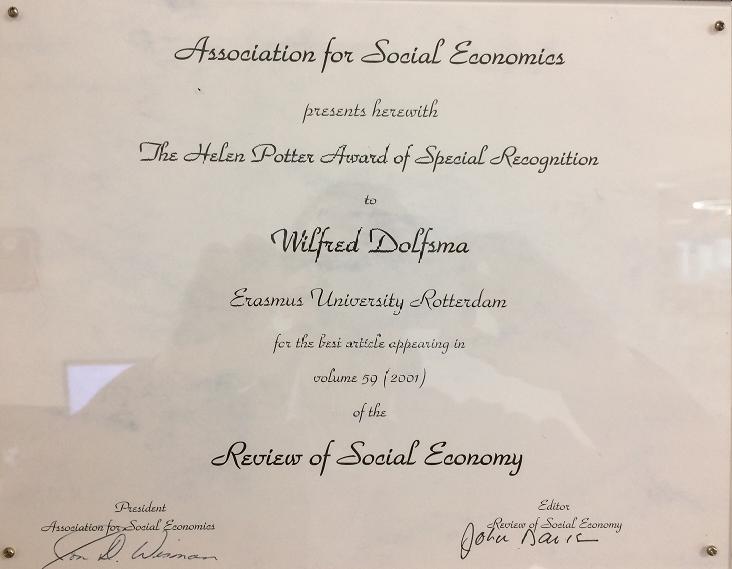 Association for Social Economics
presents herewith
The Helen Potter Award of Special Recognition
to
Wilfred Dolfsma
Erasmus University Rotterdam
for the best article appearing in
volume 59 (2001)
of the
Review of Social Economy
President
Association for Social Economics
Jon D. Wisman
Editor
Review of Social Economy
John Davis